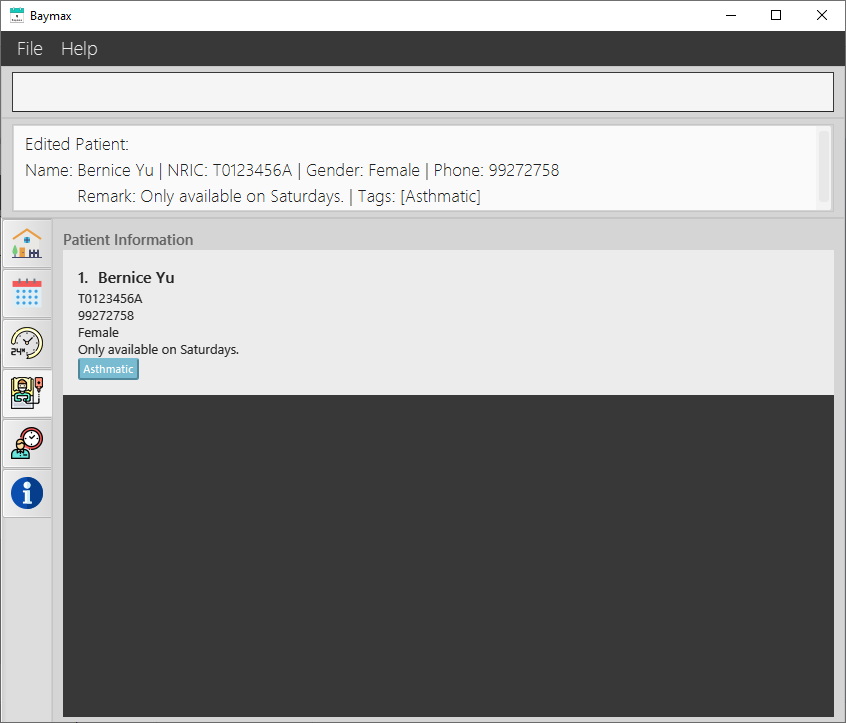 Baymax
File Help
Edited Patient:
Name: Bernice Yu | NRIC: T0123456A | Gender: Female | Phone: 99272758
Remark: Only available on Saturdays. | Tags: [Asthmatic]
Patient Information
1. Bernice Yu
T0123456A
99272758
Female
Only available on Saturdays.
Asthmatic
24H